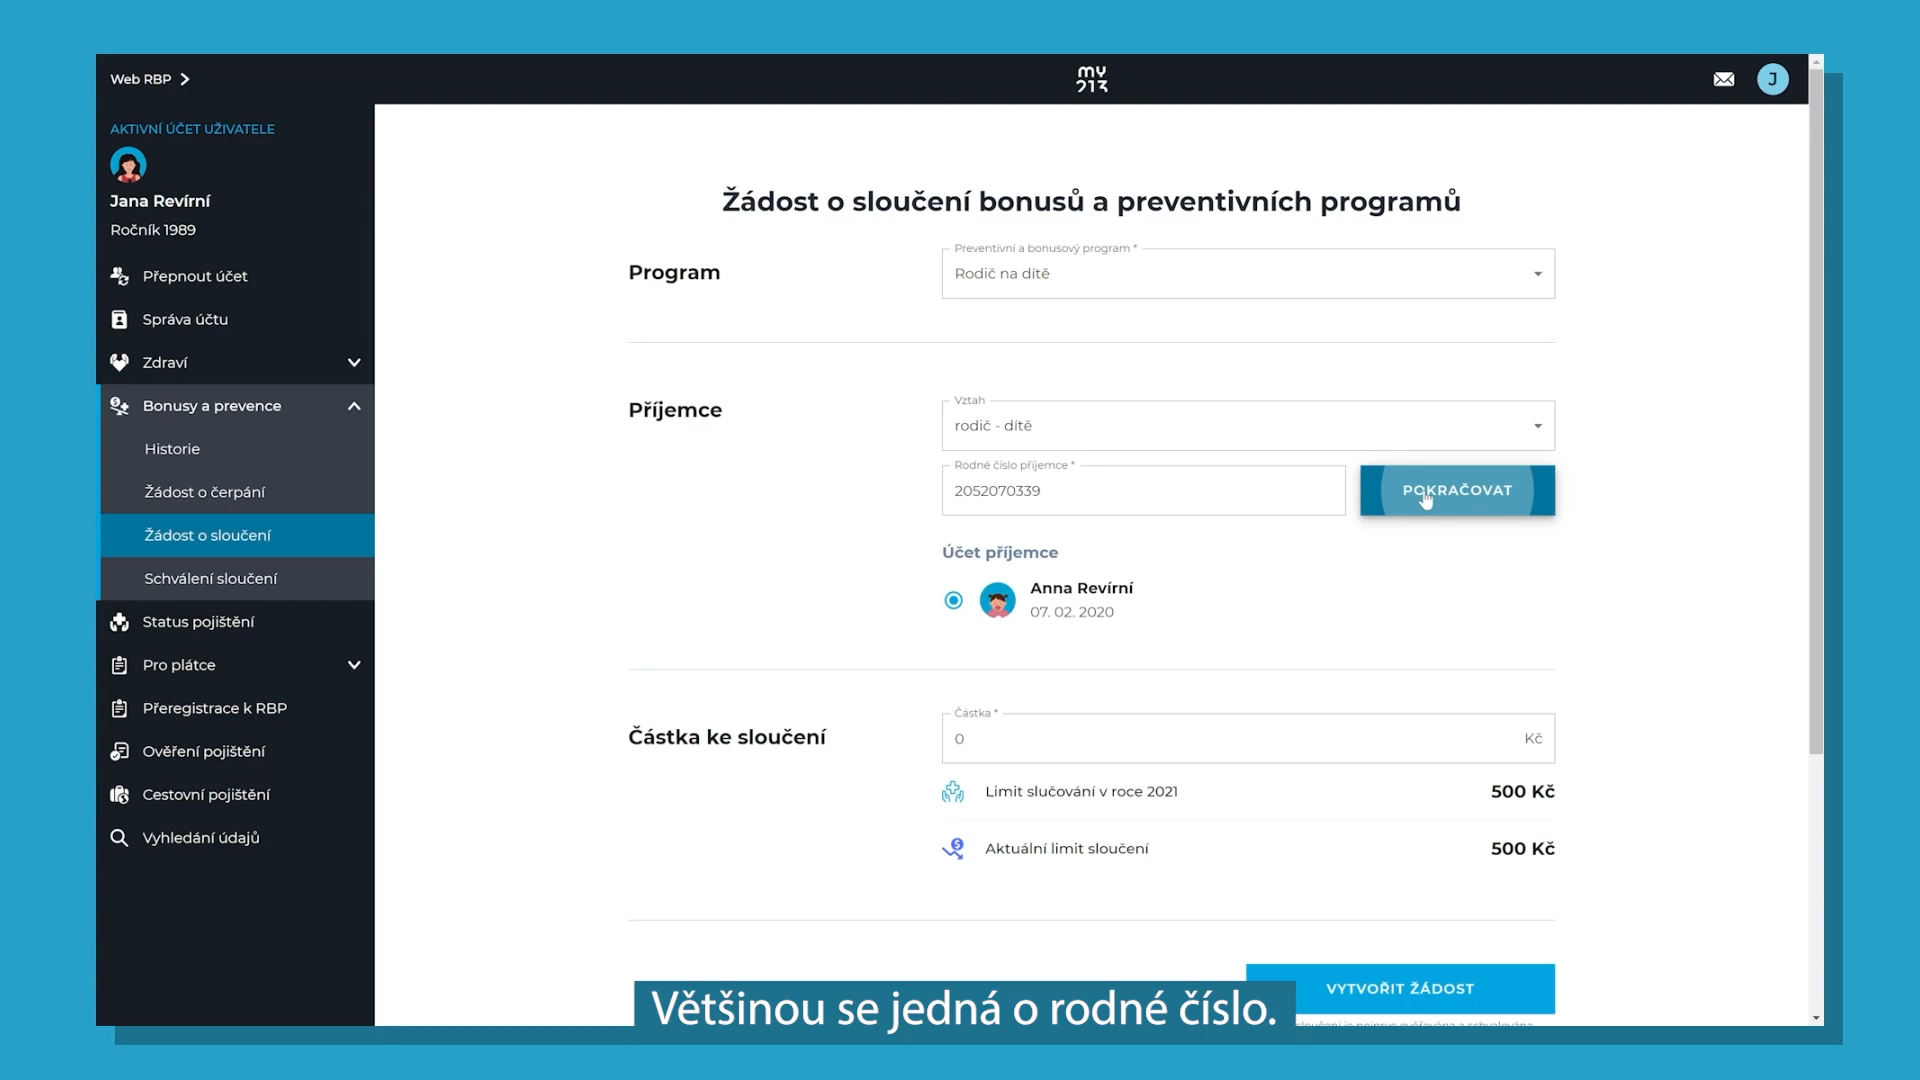 Web RBP
my
213
J
AKTIVNÍ ÚČET UŽIVATELE
Jana Revírní
Ročník 1989
Přepnout účet
Správa účtu
Zdraví
Bonusy a prevence
Historie
Žádost o čerpání
Žádost o sloučení
Schválení sloučení
Status pojištění
Pro plátce
Přeregistrace k RBP
Ověření pojištění
Cestovní pojištění
Vyhledání údajů
Žádost o sloučení bonusů a preventivních programů
Program
Preventivní a bonusový program *
Rodič na dítě
Příjemce
Vztah
rodič - dítě
Rodné číslo příjemce *
2052070339
POKRAČOVAT
Účet příjemce
Anna Revírní
07. 02. 2020
Částka ke sloučení
Částka *
0 Kč
Limit slučování v roce 2021 500 Kč
Aktuální limit sloučení 500 Kč
VYTVOŘIT ŽÁDOST
Většinou se jedná o rodné číslo.